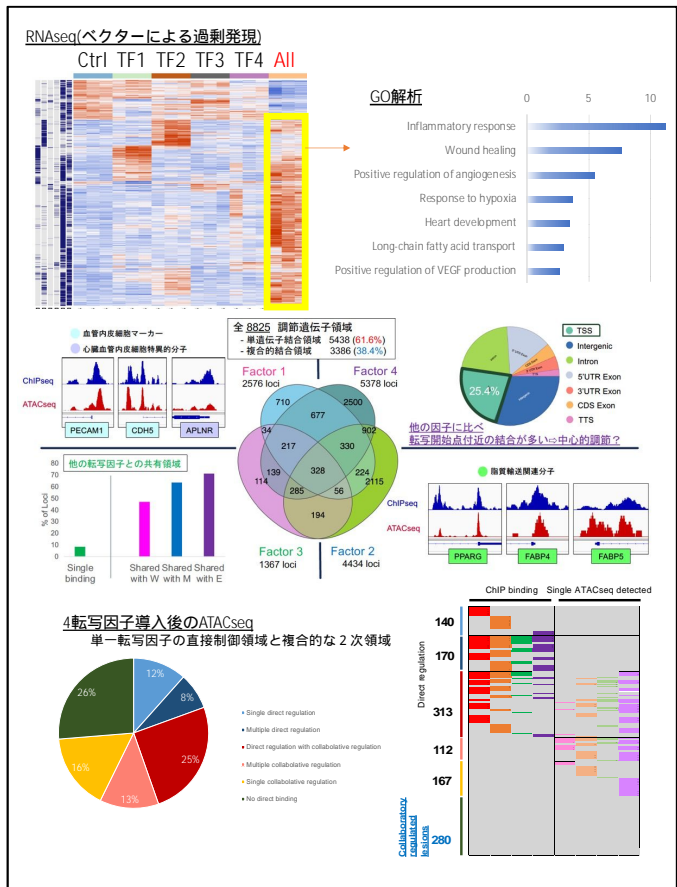 RNAseq(ベクターによる過剰発現)
Ctrl TF1 TF2 TF3 TF4 All
GO解析
0 5 10
Inflammatory response
Wound healing
Positive regulation of angiogenesis
Response to hypoxia
Heart development
Long-chain fatty acid transport
Positive regulation of VEGF production
血管内皮細胞マーカー
心臓血管内皮細胞特異的分子
ChIPseq
ATACseq
PECAM1 CDH5 APLNR
全 8825 調節遺伝子領域
- 単遺伝子結合領域 5438 (61.6%)
- 複合的結合領域 3386 (38.4%)
Factor 1
2576 loci
Factor 4
5378 loci
710 2500
677
34 902
217 330
139 328 224
114 2115
285 56
194
Factor 3
1367 loci
Factor 2
4434 loci
25.4%
TSS
Intergenic
Intron
5'UTR Exon
3'UTR Exon
CDS Exon
TTS
他の因子に比べ
転写開始点付近の結合が多い⇨中心的調節？
他の転写因子との共有領域
% of Loci
80
70
60
50
40
30
20
10
0
Single
binding
Shared
with W
Shared
with M
Shared
with E
脂質輸送関連分子
ChIPseq
ATACseq
PPARG FABP4 FABP5
4転写因子導入後のATACseq
単一転写因子の直接制御領域と複合的な２次領域
12%
8%
25%
13%
16%
26%
Single direct regulation
Multiple direct regulation
Direct regulation with collaborative regulation
Multiple collabolative regulation
Single collabolative regulation
No direct binding
ChIP binding Single ATACseq detected
Direct regulation
140
170
313
112
167
280
Collaboratory
regulated
lesions